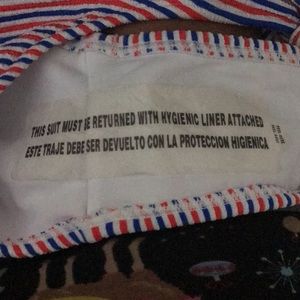 THIS SUIT MUST BE RETURNED WITH HYGIENIC LINER ATTACHED
ESTE TRAJE DEBE SER DEVUELTO CON LA PROTECCION HIGIENICA